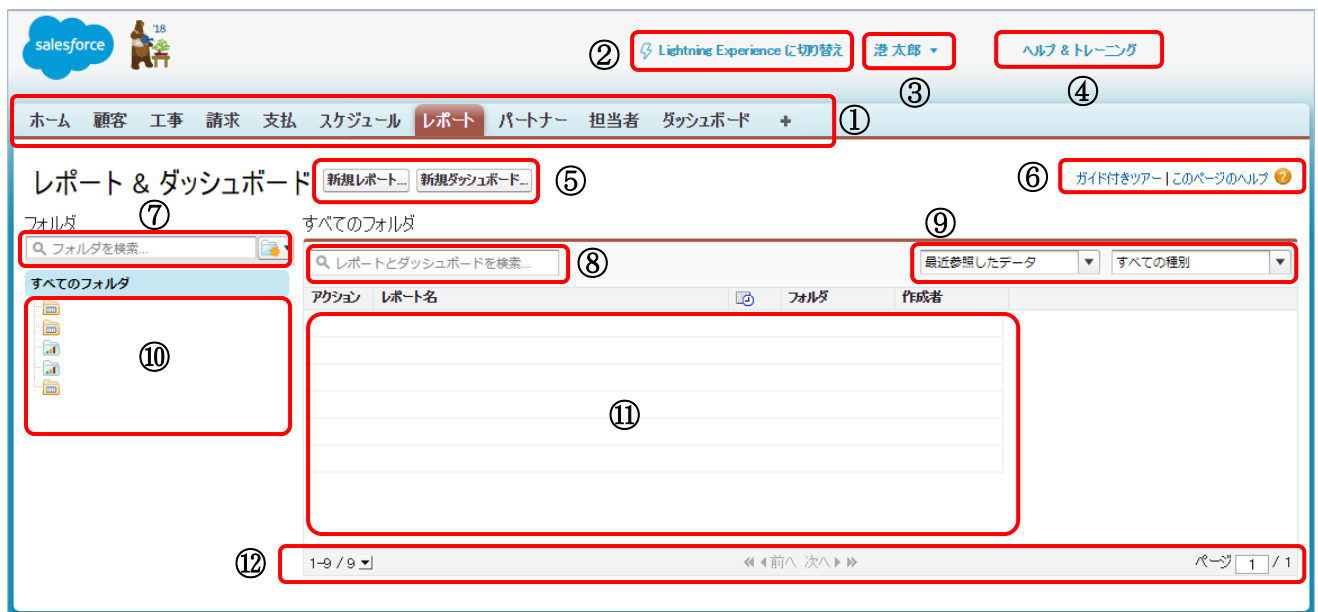 salesforce
'18
② Lightning Experience に切り替え 港 太郎 ヘルプ & トレーニング
③ ④
ホーム 顧客 工事 請求 支払 スケジュール レポート パートナー 担当者 ダッシュボード + ①
レポート & ダッシュボード 新規レポート... 新規ダッシュボード... ⑤ ⑥ ガイド付きツアー | このページのヘルプ ?
フォルダ ⑦ すべてのフォルダ ⑨
フォルダを検索... レポートとダッシュボードを検索... ⑧ 最近参照したデータ すべての種別
すべてのフォルダ
アクション レポート名 フォルダ 作成者
⑩
⑪
⑫ 1-9 / 9 前へ 次へ ページ 1 / 1